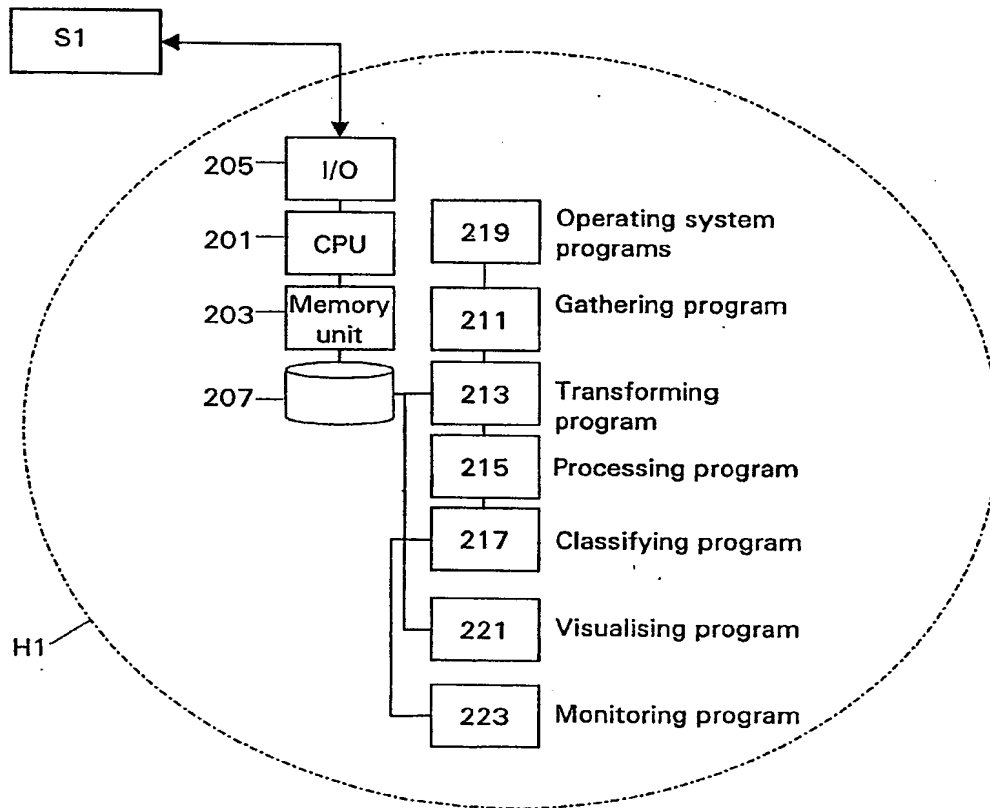 S1
205
I/O
201
CPU
203
Memory
unit
207
219
Operating system
programs
211
Gathering program
213
Transforming
program
215
Processing program
217
Classifying program
221
Visualising program
223
Monitoring program
H1